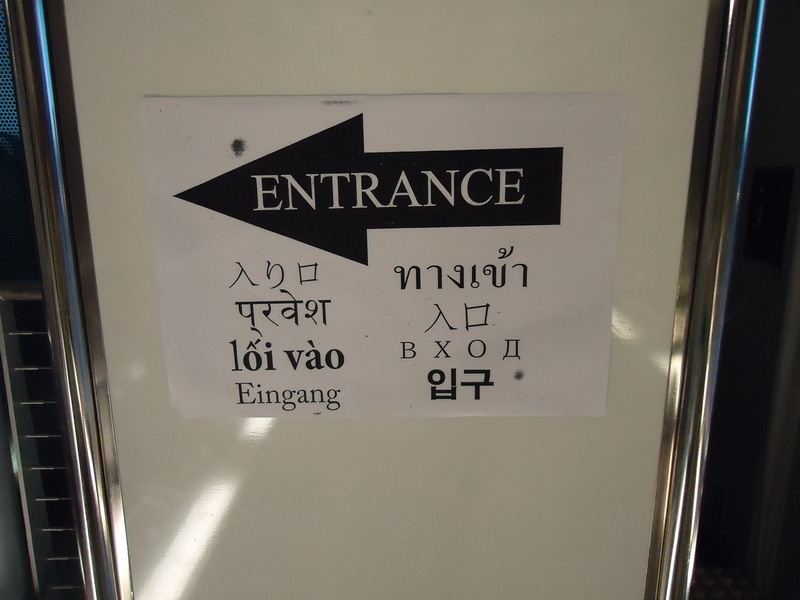 ENTRANCE
入り口
प्रवेश
lối vào
Eingang
ทางเข้า
入口
ВХОД
입구